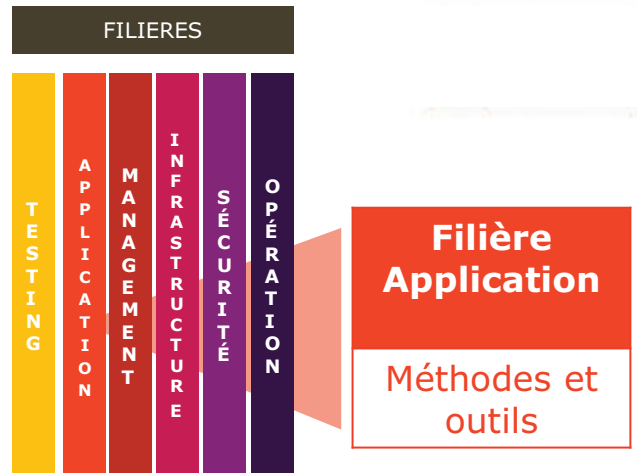 FILIERES
TESTING
APPLICATION
MANAGEMENT
INFRASTRUCTURE
SÉCURITÉ
OPÉRATION
Filière
Application
Méthodes et
outils